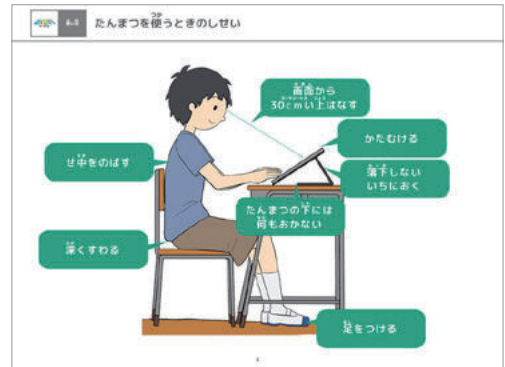 たんまつを使うときのしせい
画面から
30cmい上はなす
かたむける
せ中をのばす
落下しない
いちにおく
たんまつの下には
何もおかない
深くすわる
足をつける